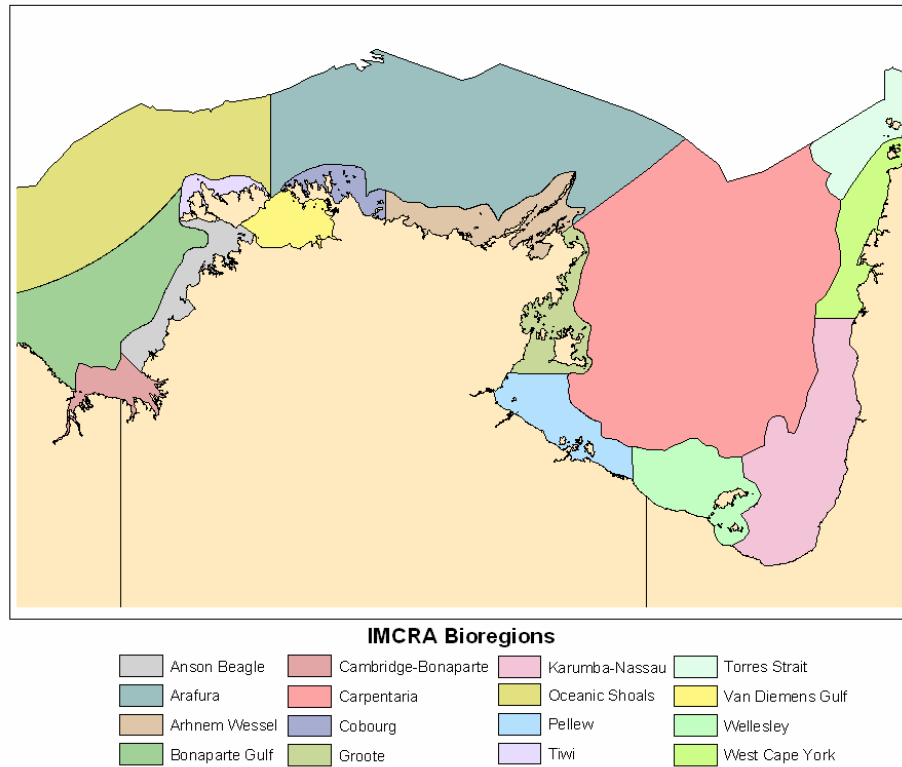 IMCRA Bioregions
Anson Beagle
Arafura
Arhnem Wessel
Bonaparte Gulf
Cambridge-Bonaparte
Carpentaria
Cobourg
Groote
Karumba-Nassau
Oceanic Shoals
Pellew
Tiwi
Torres Strait
Van Diemens Gulf
Wellesley
West Cape York